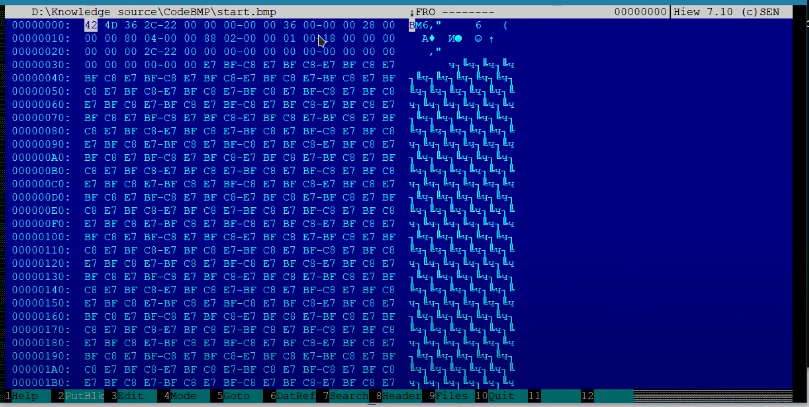 D:\Knowledge source\CodeBMP\start.bmp ↓FRO -------- 00000000 Hiew 7.10 (c)SEN
00000000: 42 4D 36 2C-22 00 00 00-00 00 36 00-00 00 28 00 BM6,"     6   (
00000010: 00 00 80 04-00 00 88 02-00 00 01 00-18 00 00 00   А♦  И☻  ☺ ↑
00000020: 00 00 00 2C-22 00 00 00-00 00 00 00-00 00 00 00    ,"
00000030: 00 00 00 00-00 00 E7 BF-C8 E7 BF C8-E7 BF C8 E7       ч┐╚ч┐╚ч┐╚ч
00000040: BF C8 E7 BF-C8 E7 BF C8-E7 BF C8 E7-BF C8 E7 BF ┐╚ч┐╚ч┐╚ч┐╚ч┐╚ч┐
00000050: C8 E7 BF C8-E7 BF C8 E7-BF C8 E7 BF-C8 E7 BF C8 ╚ч┐╚ч┐╚ч┐╚ч┐╚ч┐╚
00000060: E7 BF C8 E7-BF C8 E7 BF-C8 E7 BF C8-E7 BF C8 E7 ч┐╚ч┐╚ч┐╚ч┐╚ч┐╚ч
00000070: BF C8 E7 BF-C8 E7 BF C8-E7 BF C8 E7-BF C8 E7 BF ┐╚ч┐╚ч┐╚ч┐╚ч┐╚ч┐
00000080: C8 E7 BF C8-E7 BF C8 E7-BF C8 E7 BF-C8 E7 BF C8 ╚ч┐╚ч┐╚ч┐╚ч┐╚ч┐╚
00000090: E7 BF C8 E7-BF C8 E7 BF-C8 E7 BF C8-E7 BF C8 E7 ч┐╚ч┐╚ч┐╚ч┐╚ч┐╚ч
000000A0: BF C8 E7 BF-C8 E7 BF C8-E7 BF C8 E7-BF C8 E7 BF ┐╚ч┐╚ч┐╚ч┐╚ч┐╚ч┐
000000B0: C8 E7 BF C8-E7 BF C8 E7-BF C8 E7 BF-C8 E7 BF C8 ╚ч┐╚ч┐╚ч┐╚ч┐╚ч┐╚
000000C0: E7 BF C8 E7-BF C8 E7 BF-C8 E7 BF C8-E7 BF C8 E7 ч┐╚ч┐╚ч┐╚ч┐╚ч┐╚ч
000000D0: BF C8 E7 BF-C8 E7 BF C8-E7 BF C8 E7-BF C8 E7 BF ┐╚ч┐╚ч┐╚ч┐╚ч┐╚ч┐
000000E0: C8 E7 BF C8-E7 BF C8 E7-BF C8 E7 BF-C8 E7 BF C8 ╚ч┐╚ч┐╚ч┐╚ч┐╚ч┐╚
000000F0: E7 BF C8 E7-BF C8 E7 BF-C8 E7 BF C8-E7 BF C8 E7 ч┐╚ч┐╚ч┐╚ч┐╚ч┐╚ч
00000100: BF C8 E7 BF-C8 E7 BF C8-E7 BF C8 E7-BF C8 E7 BF ┐╚ч┐╚ч┐╚ч┐╚ч┐╚ч┐
00000110: C8 E7 BF C8-E7 BF C8 E7-BF C8 E7 BF-C8 E7 BF C8 ╚ч┐╚ч┐╚ч┐╚ч┐╚ч┐╚
00000120: E7 BF C8 E7-BF C8 E7 BF-C8 E7 BF C8-E7 BF C8 E7 ч┐╚ч┐╚ч┐╚ч┐╚ч┐╚ч
00000130: BF C8 E7 BF-C8 E7 BF C8-E7 BF C8 E7-BF C8 E7 BF ┐╚ч┐╚ч┐╚ч┐╚ч┐╚ч┐
00000140: C8 E7 BF C8-E7 BF C8 E7-BF C8 E7 BF-C8 E7 BF C8 ╚ч┐╚ч┐╚ч┐╚ч┐╚ч┐╚
00000150: E7 BF C8 E7-BF C8 E7 BF-C8 E7 BF C8-E7 BF C8 E7 ч┐╚ч┐╚ч┐╚ч┐╚ч┐╚ч
00000160: BF C8 E7 BF-C8 E7 BF C8-E7 BF C8 E7-BF C8 E7 BF ┐╚ч┐╚ч┐╚ч┐╚ч┐╚ч┐
00000170: C8 E7 BF C8-E7 BF C8 E7-BF C8 E7 BF-C8 E7 BF C8 ╚ч┐╚ч┐╚ч┐╚ч┐╚ч┐╚
00000180: E7 BF C8 E7-BF C8 E7 BF-C8 E7 BF C8-E7 BF C8 E7 ч┐╚ч┐╚ч┐╚ч┐╚ч┐╚ч
00000190: BF C8 E7 BF-C8 E7 BF C8-E7 BF C8 E7-BF C8 E7 BF ┐╚ч┐╚ч┐╚ч┐╚ч┐╚ч┐
000001A0: C8 E7 BF C8-E7 BF C8 E7-BF C8 E7 BF-C8 E7 BF C8 ╚ч┐╚ч┐╚ч┐╚ч┐╚ч┐╚
000001B0: E7 BF C8 E7-BF C8 E7 BF-C8 E7 BF C8-E7 BF C8 E7 ч┐╚ч┐╚ч┐╚ч┐╚ч┐╚ч
1Help 2PutBlk 3Edit 4Mode 5Goto 6DatRef 7Search 8Header 9Files 10Quit 11 12